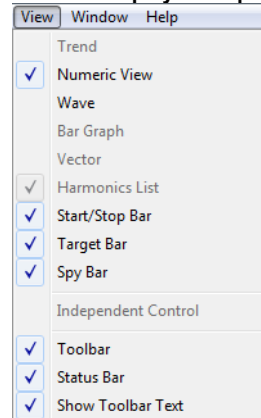 View Window Help
Trend
Numeric View
Wave
Bar Graph
Vector
Harmonics List
Start/Stop Bar
Target Bar
Spy Bar
Independent Control
Toolbar
Status Bar
Show Toolbar Text